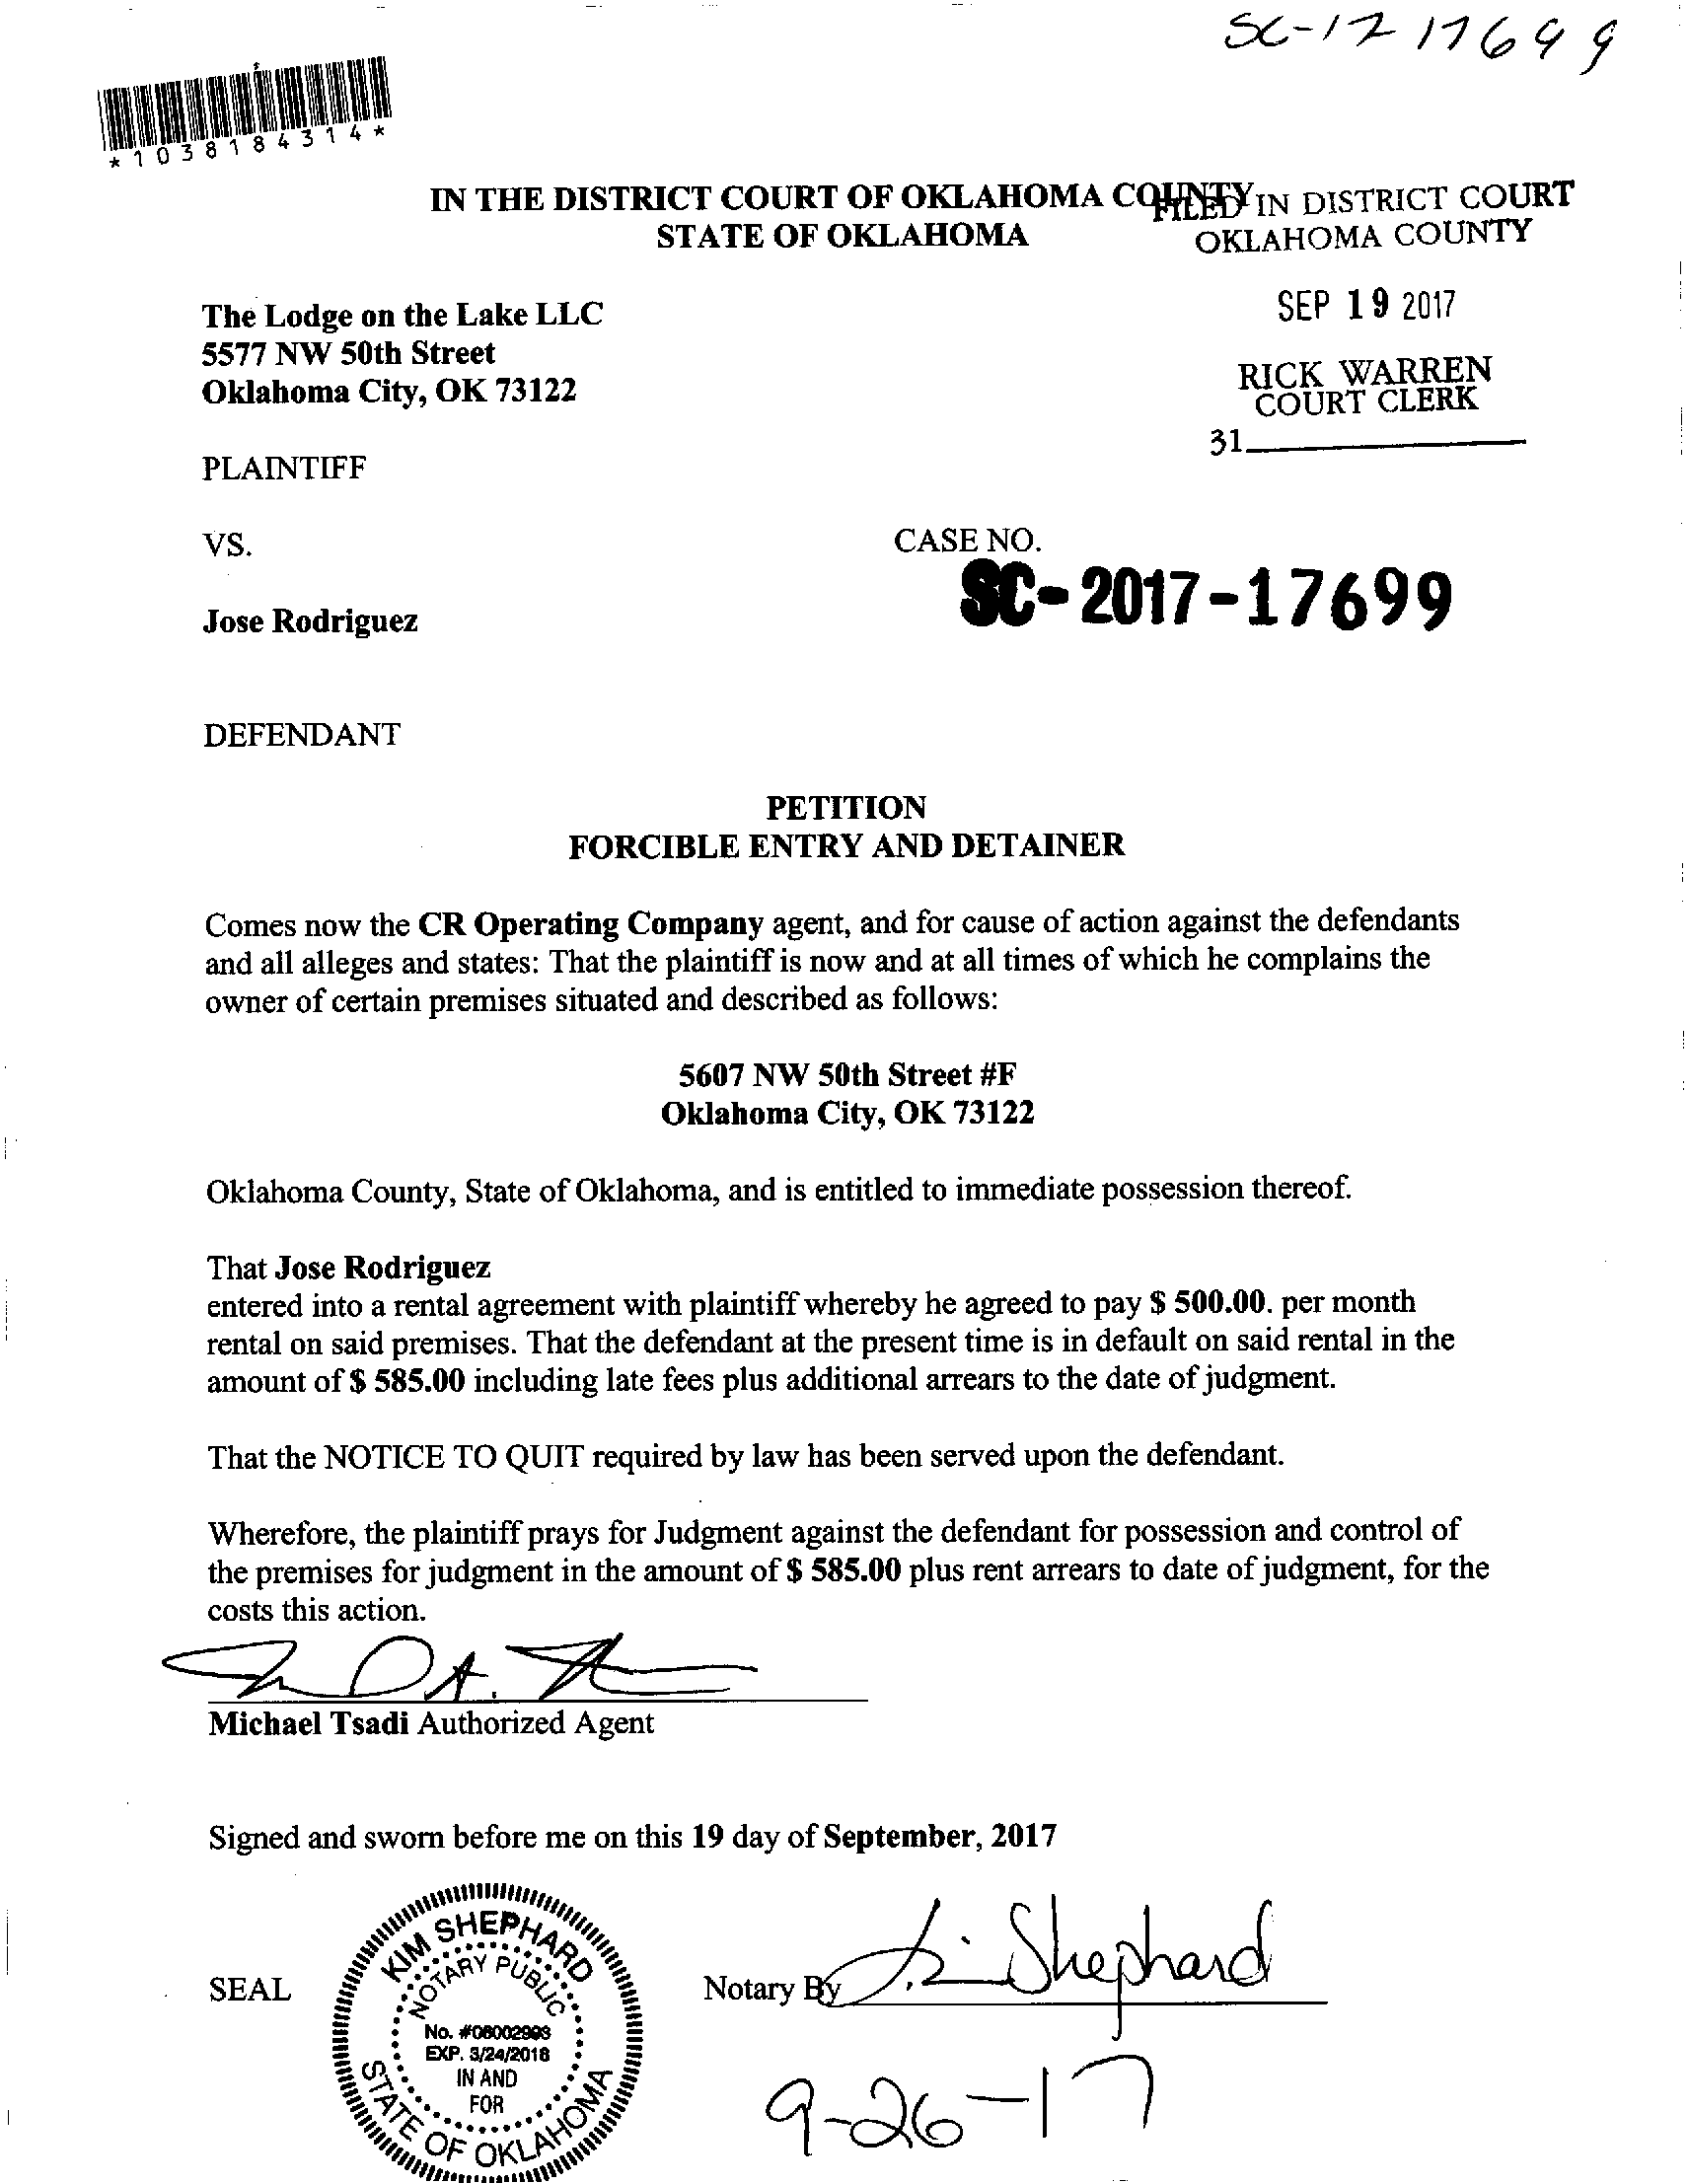 SC-17 17699
*1038184314*
IN THE DISTRICT COURT OF OKLAHOMA COUNTY
STATE OF OKLAHOMA
FILED IN DISTRICT COURT
OKLAHOMA COUNTY
SEP 19 2017
RICK WARREN
COURT CLERK
31
The Lodge on the Lake LLC
5577 NW 50th Street
Oklahoma City, OK 73122
PLAINTIFF
VS.
CASE NO.
SC-2017-17699
Jose Rodriguez
DEFENDANT
PETITION
FORCIBLE ENTRY AND DETAINER
Comes now the CR Operating Company agent, and for cause of action against the defendants
and all alleges and states: That the plaintiff is now and at all times of which he complains the
owner of certain premises situated and described as follows:
5607 NW 50th Street #F
Oklahoma City, OK 73122
Oklahoma County, State of Oklahoma, and is entitled to immediate possession thereof.
That Jose Rodriguez
entered into a rental agreement with plaintiff whereby he agreed to pay $ 500.00. per month
rental on said premises. That the defendant at the present time is in default on said rental in the
amount of $ 585.00 including late fees plus additional arrears to the date of judgment.
That the NOTICE TO QUIT required by law has been served upon the defendant.
Wherefore, the plaintiff prays for Judgment against the defendant for possession and control of
the premises for judgment in the amount of $ 585.00 plus rent arrears to date of judgment, for the
costs this action.
Michael Tsadi Authorized Agent
Signed and sworn before me on this 19 day of September, 2017
SEAL
KIM SHEPHARD
NOTARY PUBLIC
No. #06002993
EXP. 3/24/2018
IN AND
FOR
STATE OF OKLAHOMA
Notary By
Shephard
9-26-17